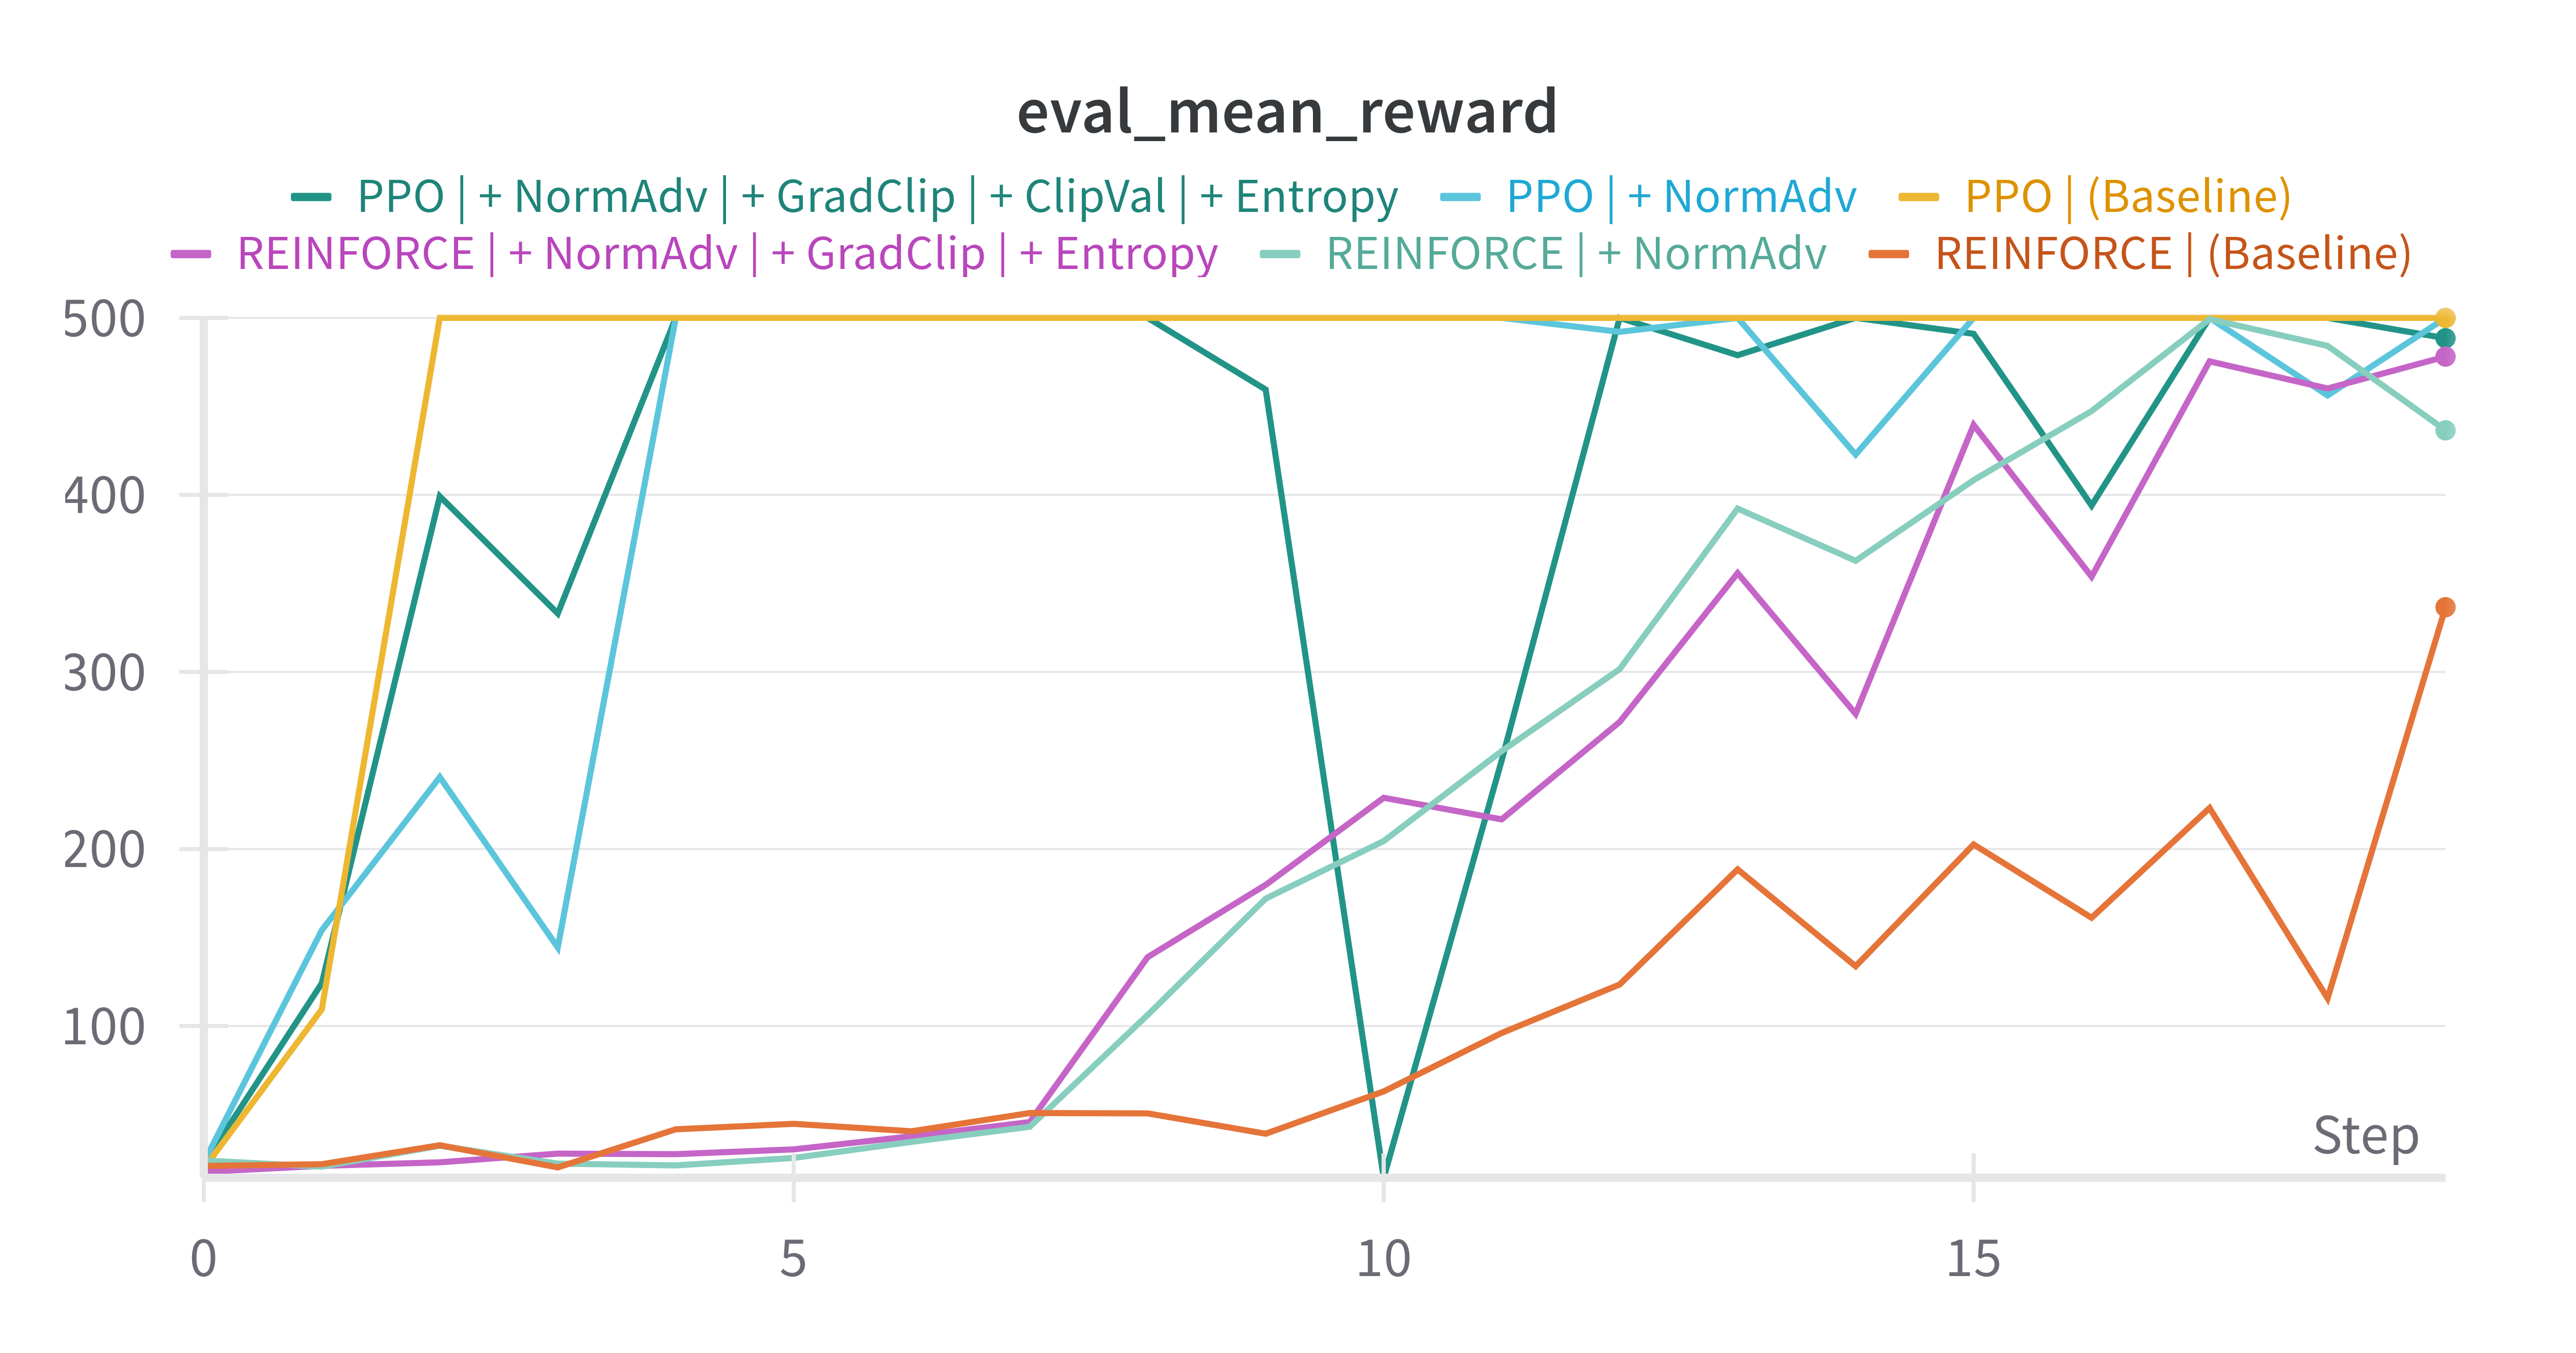 eval_mean_reward
PPO | + NormAdv | + GradClip | + ClipVal | + Entropy PPO | + NormAdv PPO | (Baseline)
REINFORCE | + NormAdv | + GradClip | + Entropy REINFORCE | + NormAdv REINFORCE | (Baseline)
500
400
300
200
100
Step
0 5 10 15